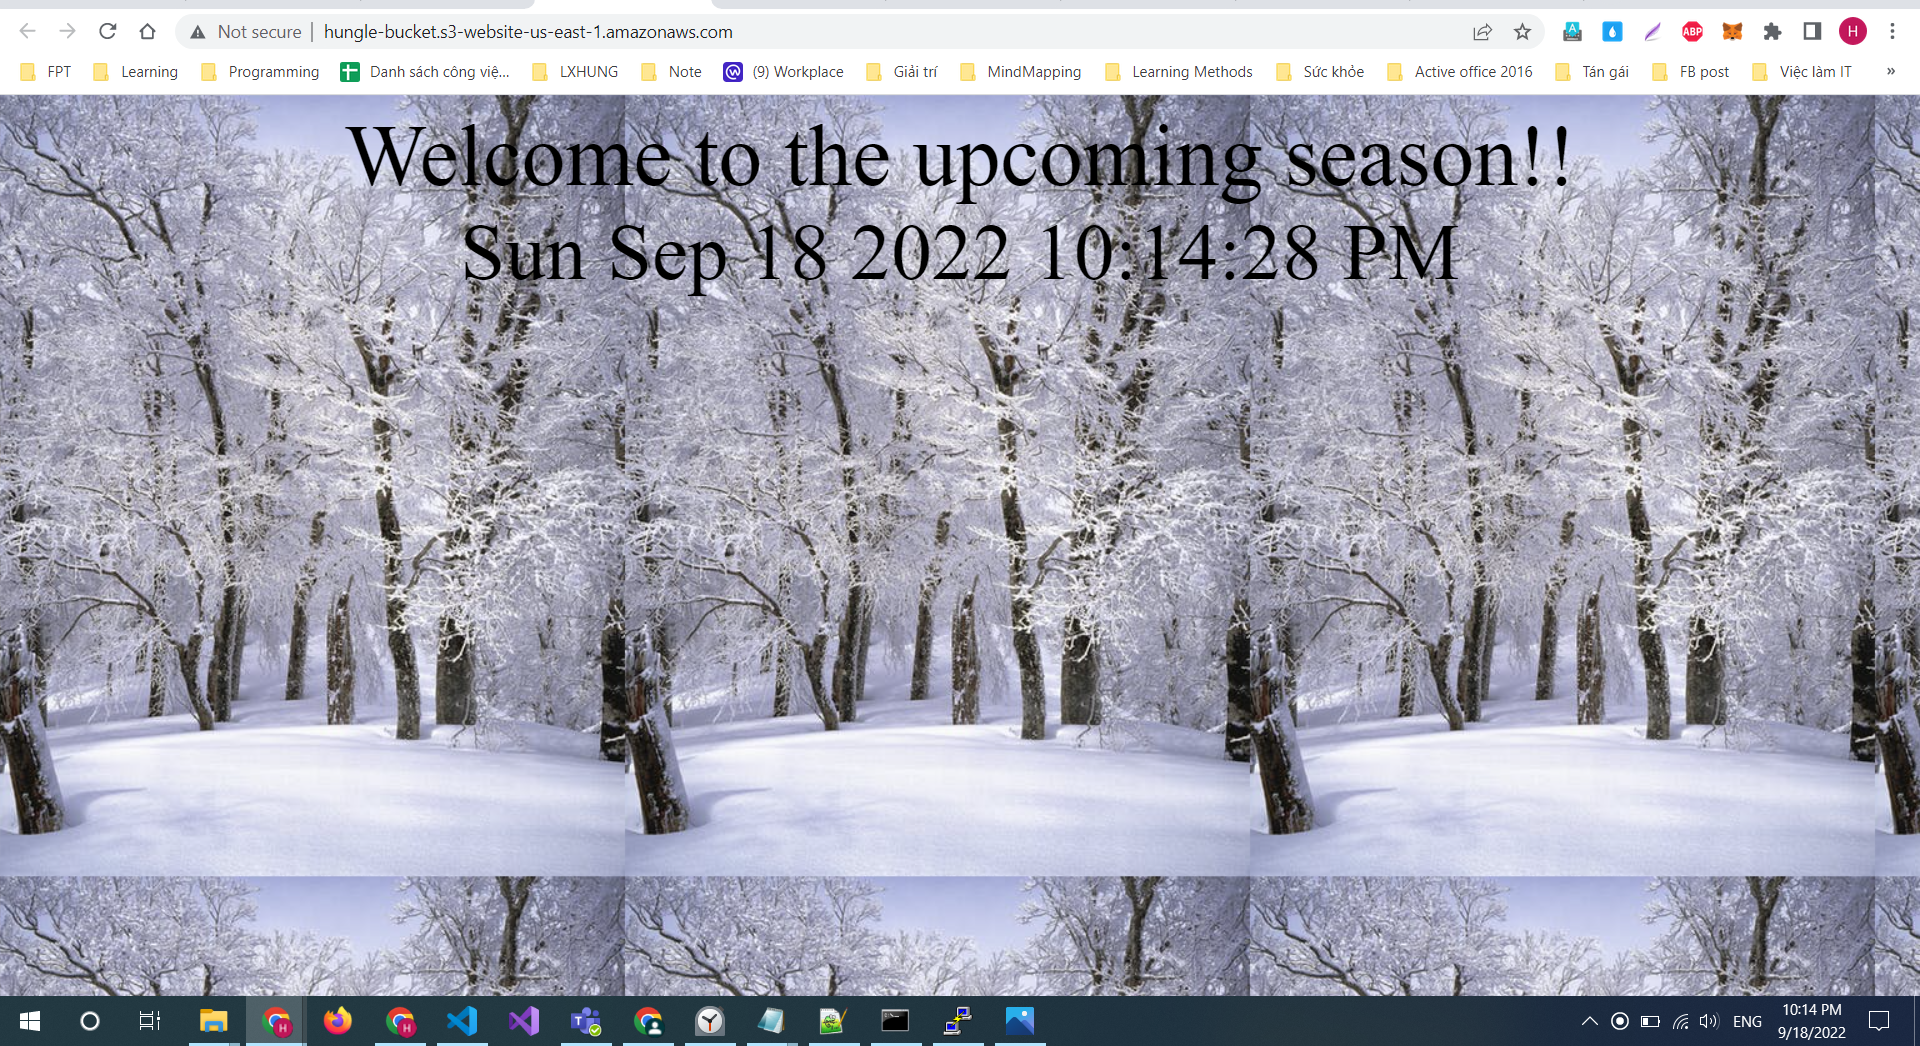 Not secure | hungle-bucket.s3-website-us-east-1.amazonaws.com
ABP
H
FPT Learning Programming Danh sách công việ... LXHUNG Note (9) Workplace Giải trí MindMapping Learning Methods Sức khỏe Active office 2016 Tán gái FB post Việc làm IT »
Welcome to the upcoming season!!
Sun Sep 18 2022 10:14:28 PM
ENG
10:14 PM
9/18/2022